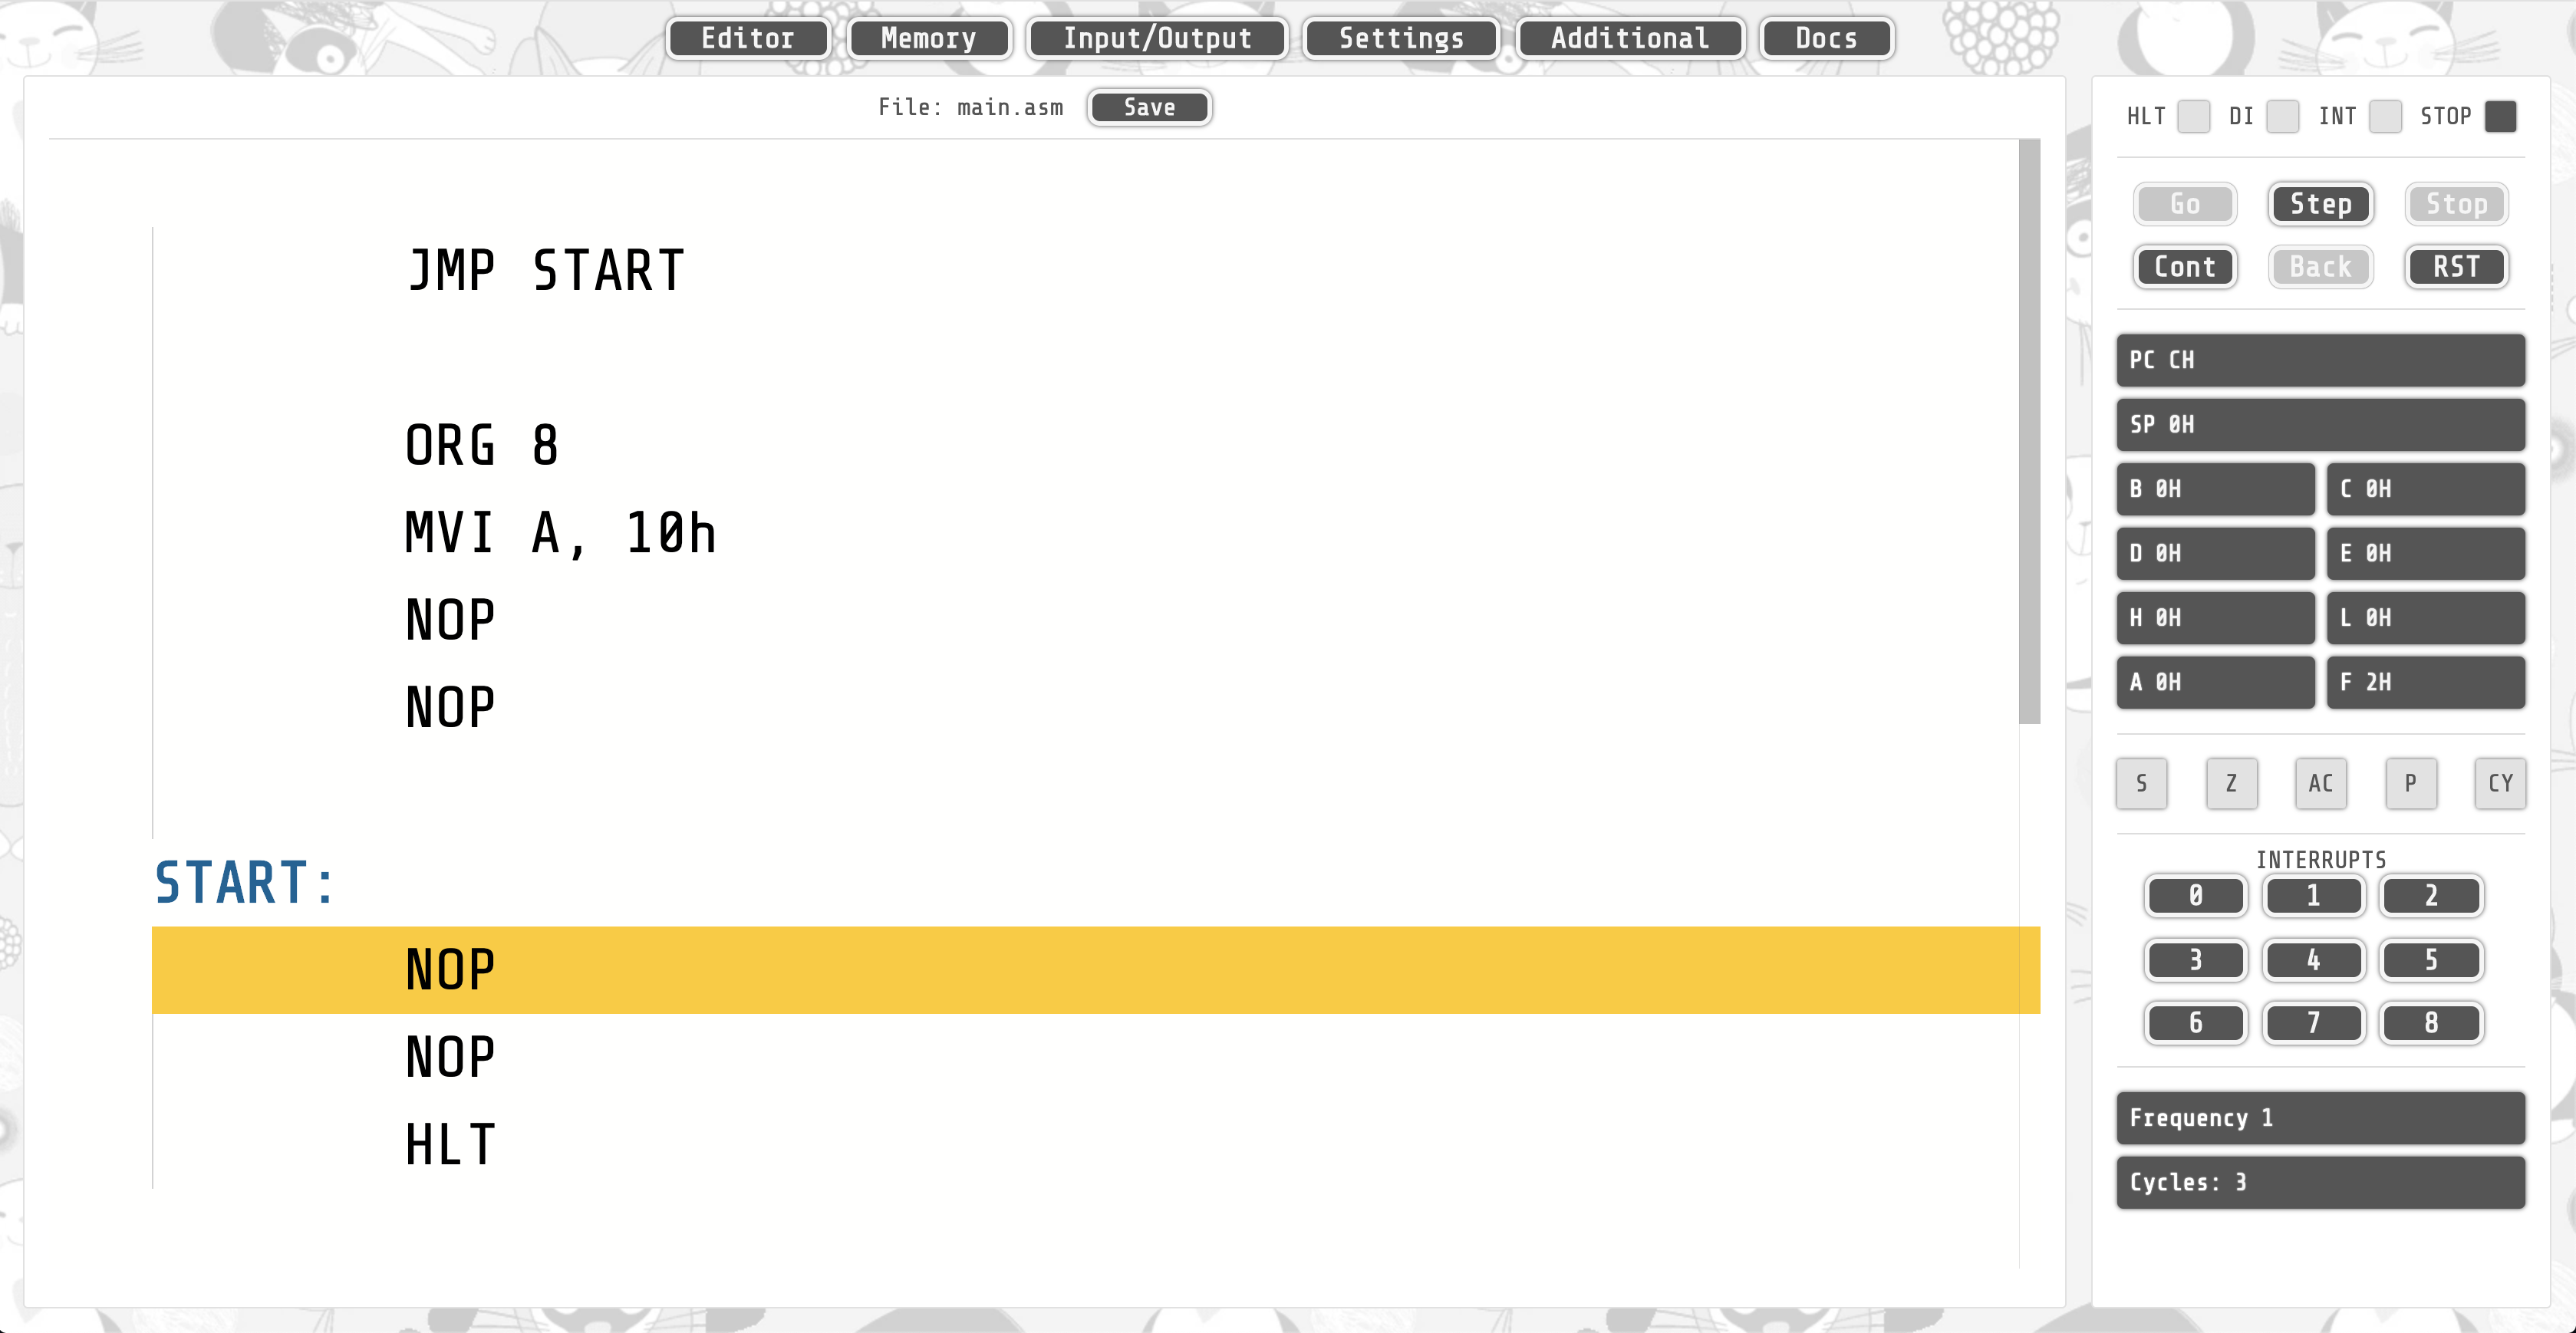 Editor Memory Input/Output Settings Additional Docs
File: main.asm Save
JMP START
ORG 8
MVI A, 10h
NOP
NOP
START:
NOP
NOP
HLT
HLT DI INT STOP
Go Step Stop
Cont Back RST
PC CH
SP 0H
B 0H C 0H
D 0H E 0H
H 0H L 0H
A 0H F 2H
S Z AC P CY
INTERRUPTS
0 1 2
3 4 5
6 7 8
Frequency 1
Cycles: 3